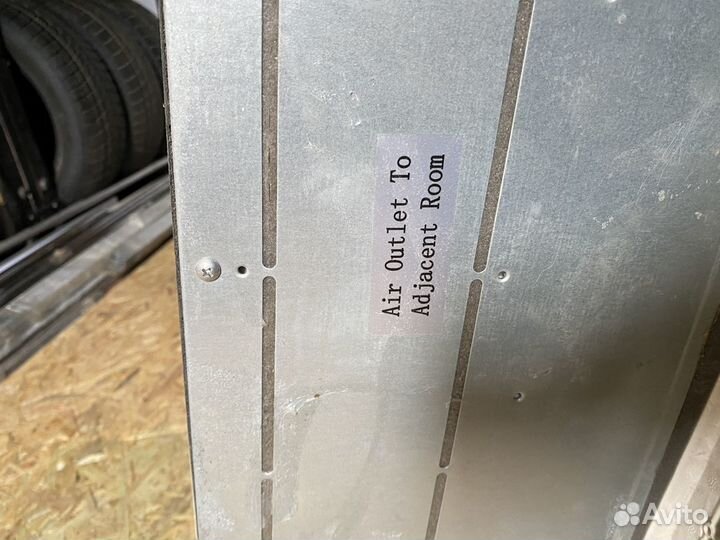 Air Outlet To
Adjacent Room
Avito